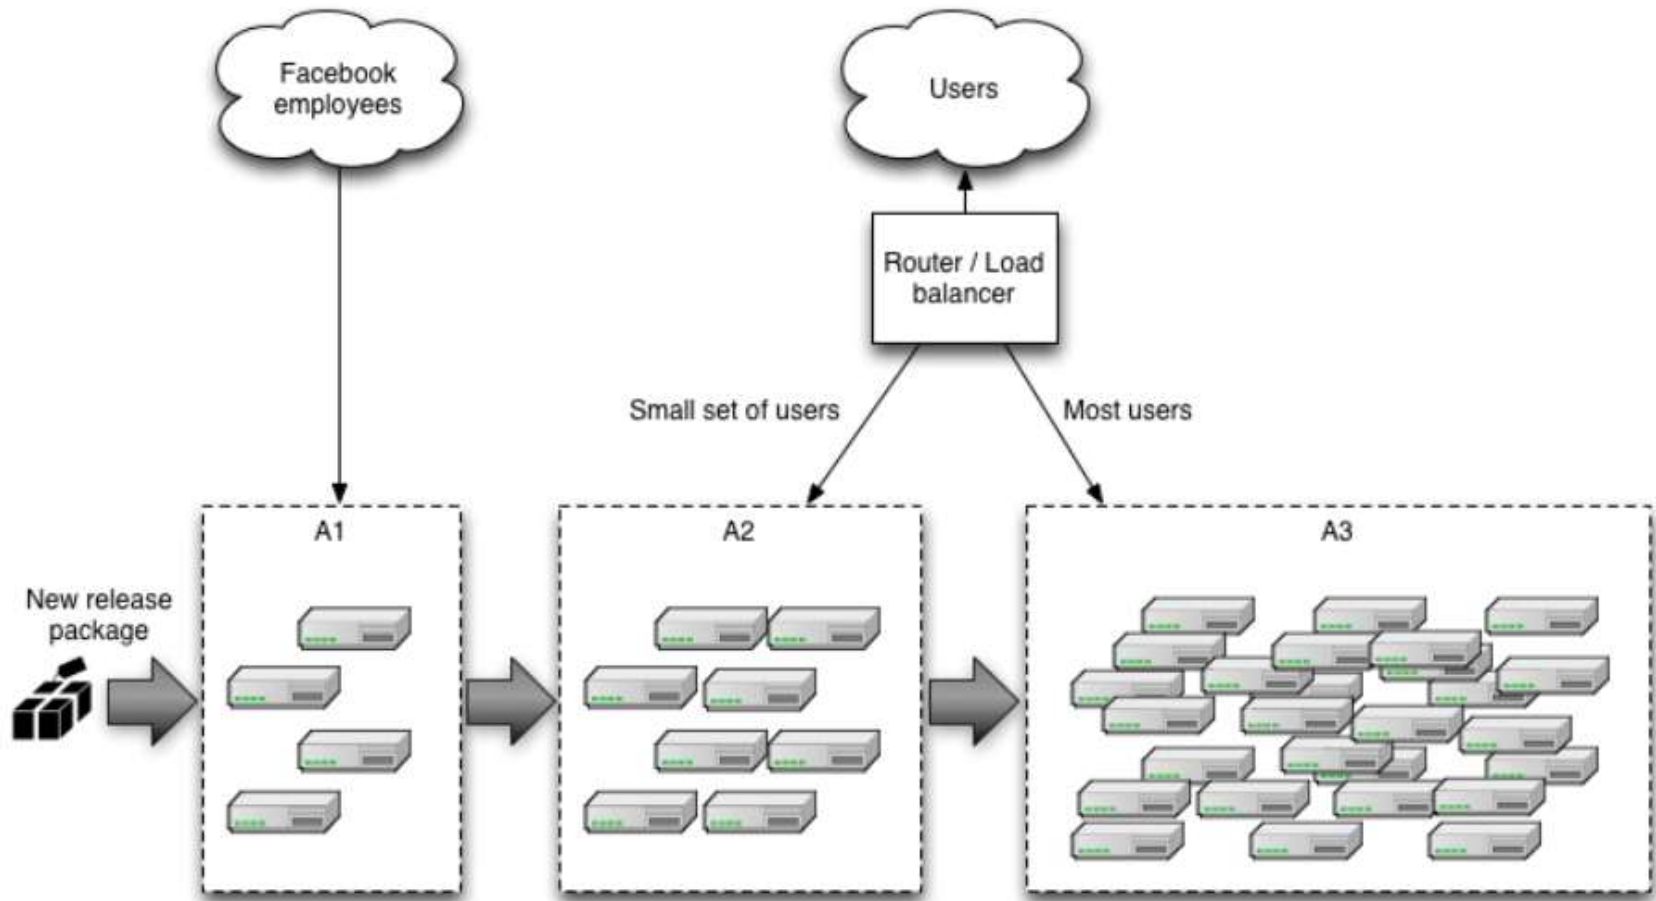 Facebook
employees
Users
Router / Load
balancer
Small set of users
Most users
A1
A2
A3
New release
package